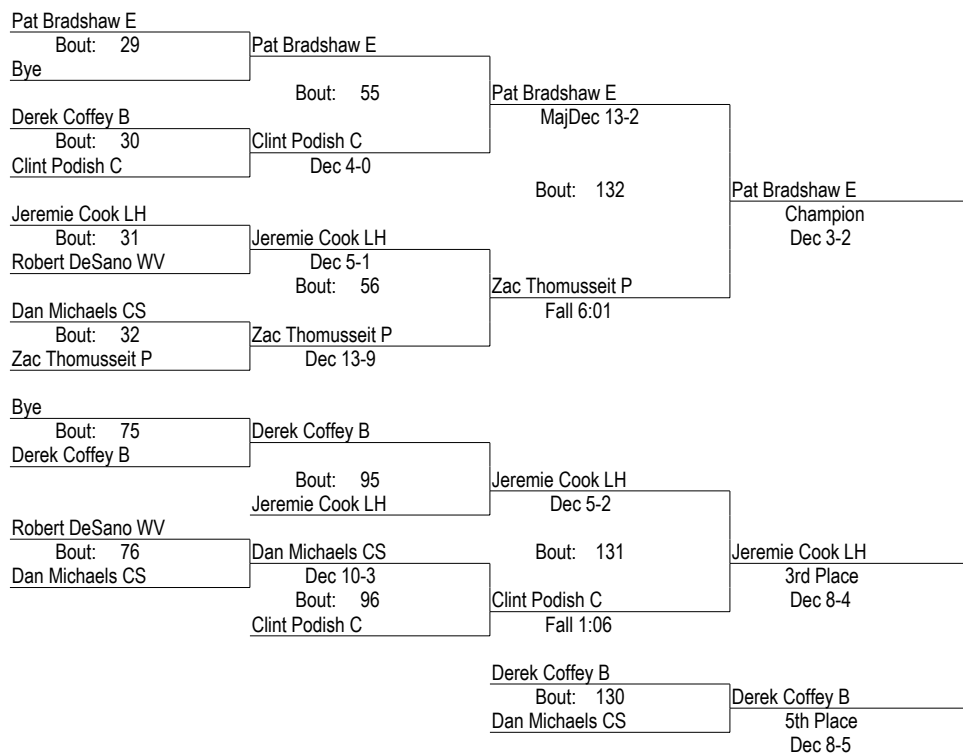 Pat Bradshaw E
Bout: 29
Pat Bradshaw E
Bye
Bout: 55
Pat Bradshaw E
Derek Coffey B
MajDec 13-2
Bout: 30
Clint Podish C
Clint Podish C
Dec 4-0
Bout: 132
Pat Bradshaw E
Jeremie Cook LH
Champion
Bout: 31
Jeremie Cook LH
Dec 3-2
Robert DeSano WV
Dec 5-1
Bout: 56
Zac Thomusseit P
Dan Michaels CS
Fall 6:01
Bout: 32
Zac Thomusseit P
Zac Thomusseit P
Dec 13-9
Bye
Bout: 75
Derek Coffey B
Derek Coffey B
Bout: 95
Jeremie Cook LH
Jeremie Cook LH
Dec 5-2
Robert DeSano WV
Bout: 76
Dan Michaels CS
Bout: 131
Jeremie Cook LH
Dan Michaels CS
Dec 10-3
3rd Place
Bout: 96
Clint Podish C
Dec 8-4
Clint Podish C
Fall 1:06
Derek Coffey B
Bout: 130
Derek Coffey B
Dan Michaels CS
5th Place
Dec 8-5